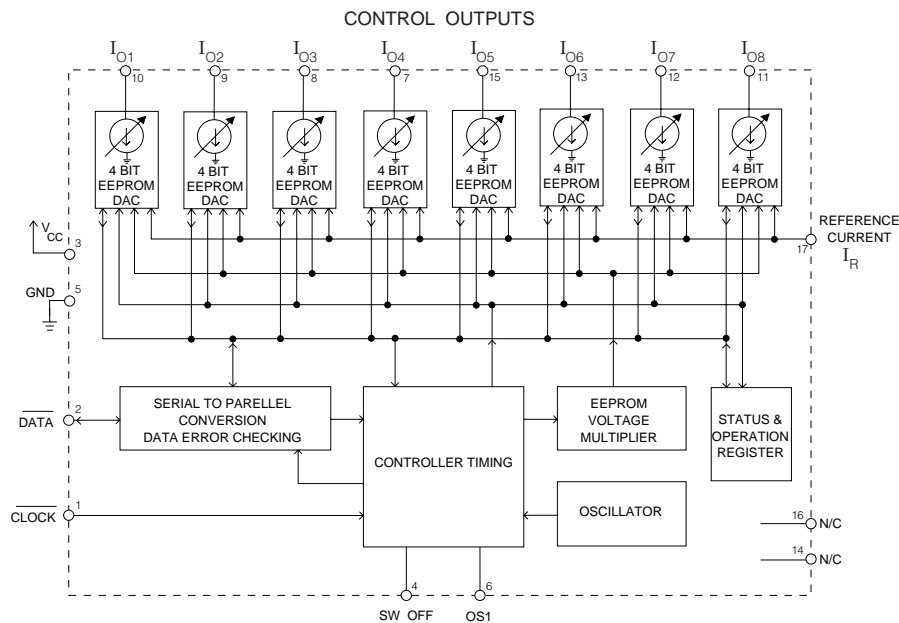 CONTROL OUTPUTS
IO1 IO2 IO3 IO4 IO5 IO6 IO7 IO8
10 9 8 7 15 13 12 11
4 BIT 4 BIT 4 BIT 4 BIT 4 BIT 4 BIT 4 BIT 4 BIT
EEPROM EEPROM EEPROM EEPROM EEPROM EEPROM EEPROM EEPROM
DAC DAC DAC DAC DAC DAC DAC DAC
VCC
3
REFERENCE
CURRENT
17
IR
GND
5
DATA
2
SERIAL TO PARELLEL
CONVERSION
DATA ERROR CHECKING
CONTROLLER TIMING
EEPROM
VOLTAGE
MULTIPLIER
STATUS &
OPERATION
REGISTER
CLOCK
1
OSCILLATOR
16 N/C
14 N/C
4 6
SW OFF OS1